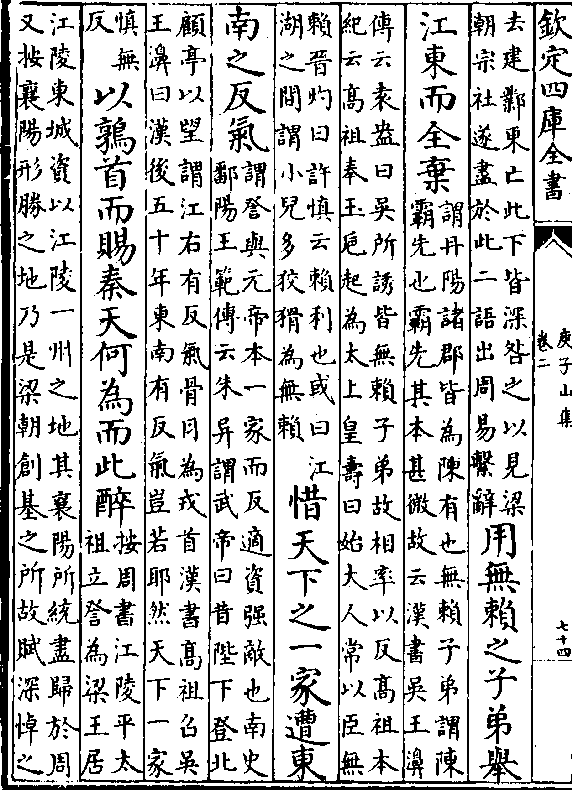 欽定四庫全書
庾子山集
卷二
七十四
去建鄴東亡此下皆深咎之以見梁
朝宗社遂盡於此二語出周易繫辭
用無賴之子弟舉
江東而全棄
謂丹陽諸郡皆為陳有也無賴子弟謂陳
霸先也霸先其本甚微故云漢書吳王濞
傳云袁盎曰吳所誘皆無賴子弟故相率以反髙祖本
紀云髙祖奉玉巵起為太上皇壽曰始大人常以臣無
賴晉灼曰許慎云賴利也或曰江
湖之間謂小兒多狡猾為無賴
惜天下之一家遭東
南之反氣
謂詧與元帝本一家而反適資强敵也南史
鄱陽王範傳云朱异謂武帝曰昔陛下登北
顧亭以望謂江右有反氣骨肉為戎首漢書髙祖召吳
王濞曰漢後五十年東南有反氣豈若耶然天下一家
慎無
反
以鶉首而賜秦天何為而此醉
按周書江陵平太
祖立詧為梁王居
江陵東城資以江陵一州之地其襄陽所統盡歸於周
又按襄陽形勝之地乃是梁朝創基之所故賦深悼之